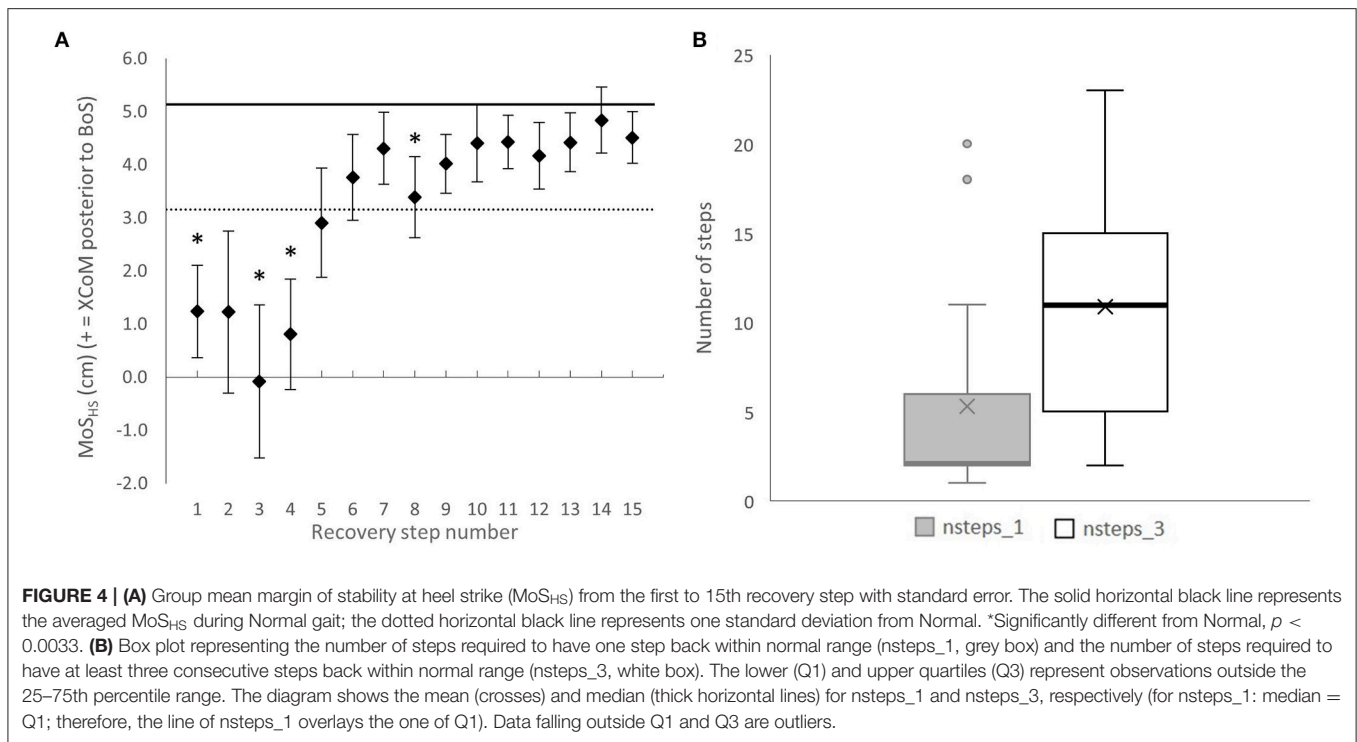 A
6.0
5.0
4.0
3.0
2.0
1.0
0.0
-1.0
-2.0
MoS_HS (cm) (+ = XCoM posterior to BoS)
* * * *
1 2 3 4 5 6 7 8 9 10 11 12 13 14 15
Recovery step number
B
25
20
15
10
5
0
Number of steps
nsteps_1 nsteps_3
FIGURE 4 | (A) Group mean margin of stability at heel strike (MoS_HS) from the first to 15th recovery step with standard error. The solid horizontal black line represents
the averaged MoS_HS during Normal gait; the dotted horizontal black line represents one standard deviation from Normal. *Significantly different from Normal, p <
0.0033. (B) Box plot representing the number of steps required to have one step back within normal range (nsteps_1, grey box) and the number of steps required to
have at least three consecutive steps back within normal range (nsteps_3, white box). The lower (Q1) and upper quartiles (Q3) represent observations outside the
25–75th percentile range. The diagram shows the mean (crosses) and median (thick horizontal lines) for nsteps_1 and nsteps_3, respectively (for nsteps_1: median =
Q1; therefore, the line of nsteps_1 overlays the one of Q1). Data falling outside Q1 and Q3 are outliers.